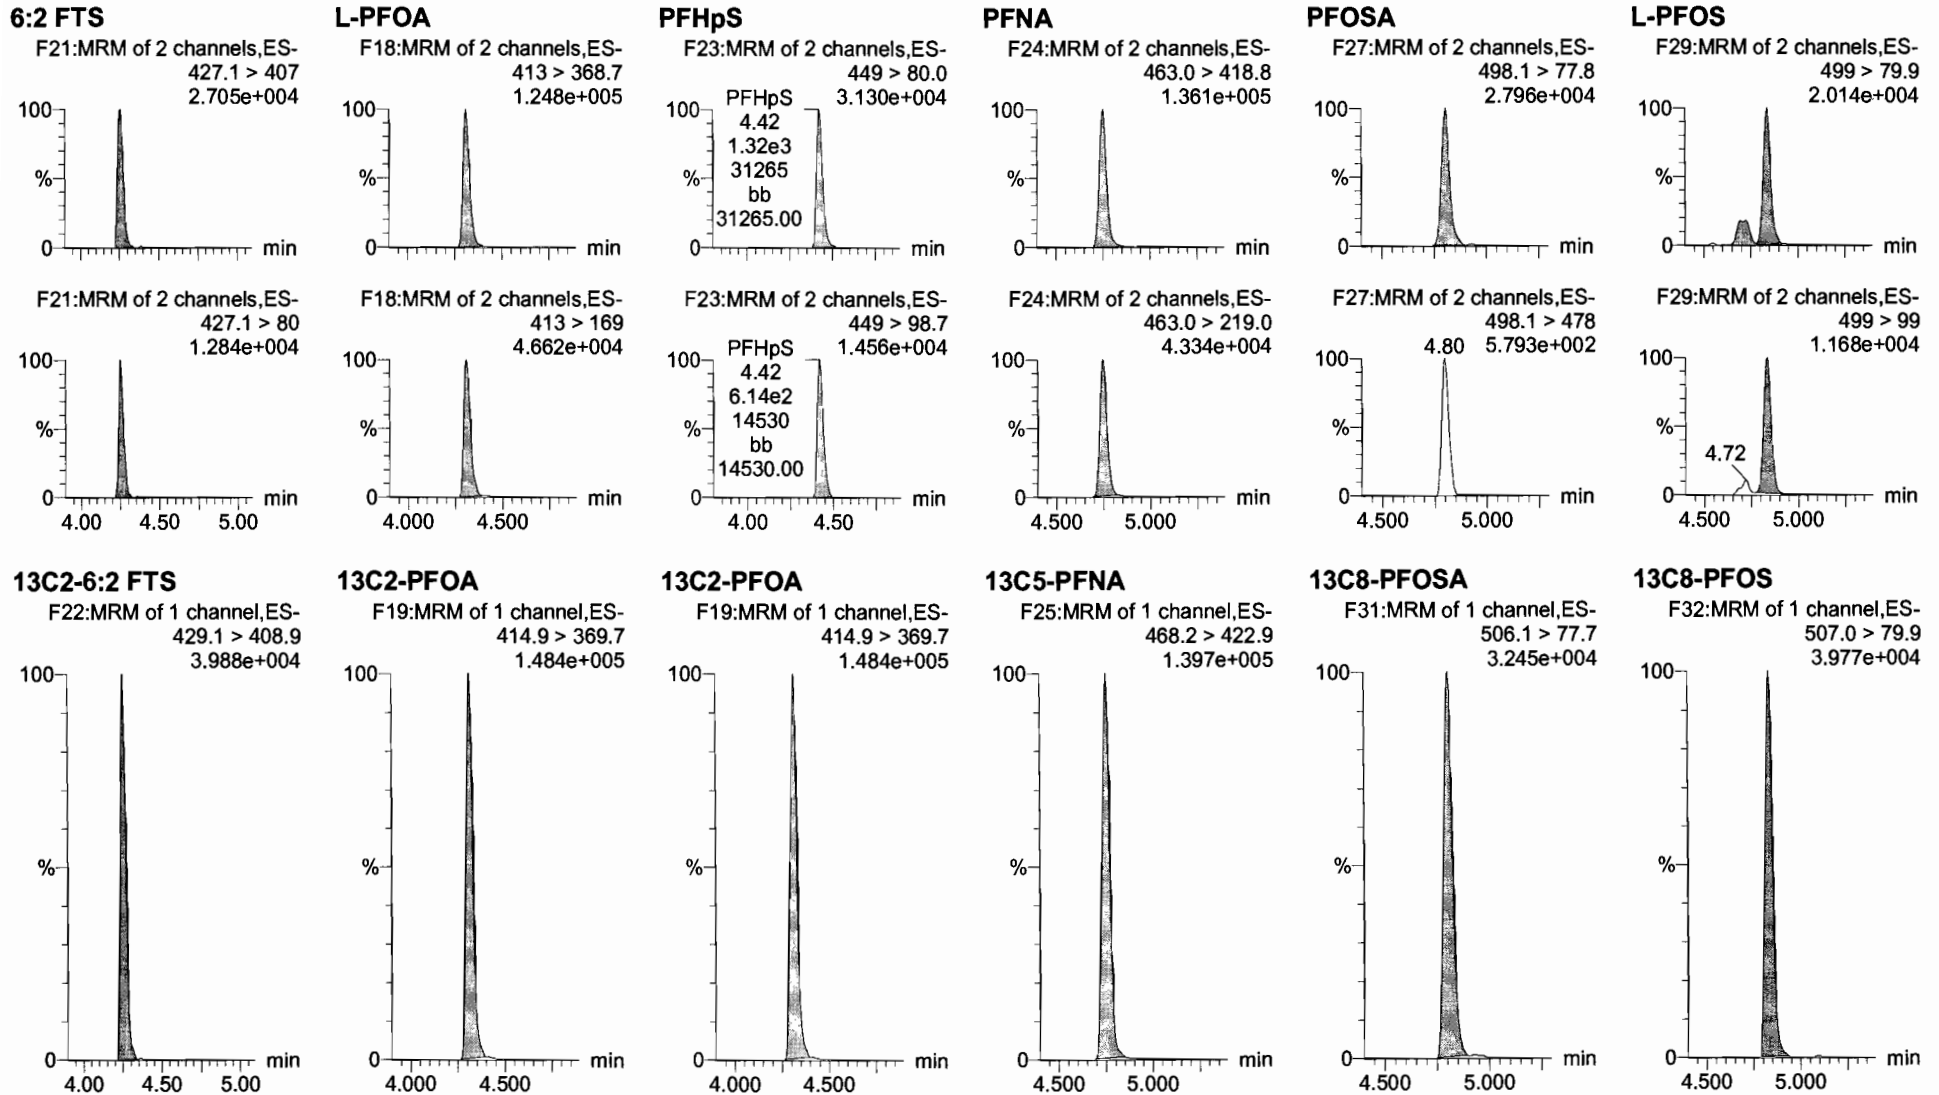 6:2 FTS
F21:MRM of 2 channels,ES-
427.1 > 407
2.705e+004
100
%
0
min
L-PFOA
F18:MRM of 2 channels,ES-
413 > 368.7
1.248e+005
100
%
0
min
PFHpS
F23:MRM of 2 channels,ES-
449 > 80.0
3.130e+004
PFHpS
4.42
1.32e3
31265
bb
31265.00
100
%
0
min
PFNA
F24:MRM of 2 channels,ES-
463.0 > 418.8
1.361e+005
100
%
0
min
PFOSA
F27:MRM of 2 channels,ES-
498.1 > 77.8
2.796e+004
100
%
0
min
L-PFOS
F29:MRM of 2 channels,ES-
499 > 79.9
2.014e+004
100
%
0
min
F21:MRM of 2 channels,ES-
427.1 > 80
1.284e+004
100
%
0
min
4.00 4.50 5.00
F18:MRM of 2 channels,ES-
413 > 169
4.662e+004
100
%
0
min
4.000 4.500
F23:MRM of 2 channels,ES-
449 > 98.7
1.456e+004
PFHpS
4.42
6.14e2
14530
bb
14530.00
100
%
0
min
4.00 4.50
F24:MRM of 2 channels,ES-
463.0 > 219.0
4.334e+004
100
%
0
min
4.500 5.000
F27:MRM of 2 channels,ES-
498.1 > 478
4.80 5.793e+002
100
%
0
min
4.500 5.000
F29:MRM of 2 channels,ES-
499 > 99
1.168e+004
100
%
4.72
0
min
4.500 5.000
13C2-6:2 FTS
F22:MRM of 1 channel,ES-
429.1 > 408.9
3.988e+004
100
%
0
min
4.00 4.50 5.00
13C2-PFOA
F19:MRM of 1 channel,ES-
414.9 > 369.7
1.484e+005
100
%
0
min
4.000 4.500
13C2-PFOA
F19:MRM of 1 channel,ES-
414.9 > 369.7
1.484e+005
100
%
0
min
4.000 4.500
13C5-PFNA
F25:MRM of 1 channel,ES-
468.2 > 422.9
1.397e+005
100
%
0
min
4.500 5.000
13C8-PFOSA
F31:MRM of 1 channel,ES-
506.1 > 77.7
3.245e+004
100
%
0
min
4.500 5.000
13C8-PFOS
F32:MRM of 1 channel,ES-
507.0 > 79.9
3.977e+004
100
%
0
min
4.500 5.000